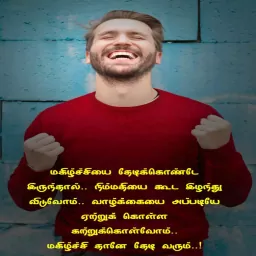 மகிழ்ச்சியை தேடிக்கொண்டே
இருந்தால்.. நிம்மதியை கூட இழந்து
விடுவோம்.. வாழ்க்கையை அப்படியே
ஏற்றுக் கொள்ள
கற்றுக்கொள்வோம்..
மகிழ்ச்சி தானே தேடி வரும்..!